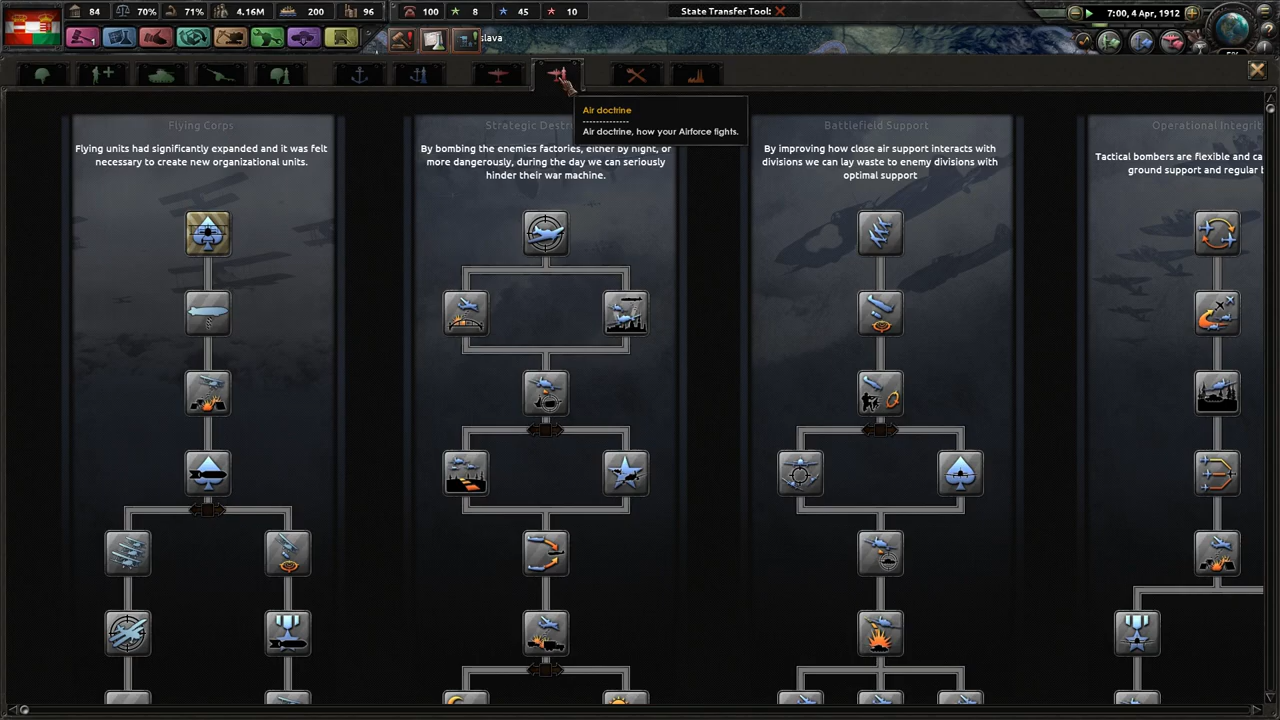 84
70%
71%
4,16M
200
96
100
8
45
10
State Transfer Tool:
7:00, 4 Apr, 1912
1
slava
Air doctrine
--------------
Air doctrine, how your Airforce fights.
Flying Corps
Flying units had significantly expanded and it was felt
necessary to create new organizational units.
Strategic Destr
By bombing the enemies factories, either by night, or
more dangerously, during the day we can seriously
hinder their war machine.
Battlefield Support
By improving how close air support interacts with
divisions we can lay waste to enemy divisions with
optimal support
Operational Integrit
Tactical bombers are flexible and ca
ground support and regular b